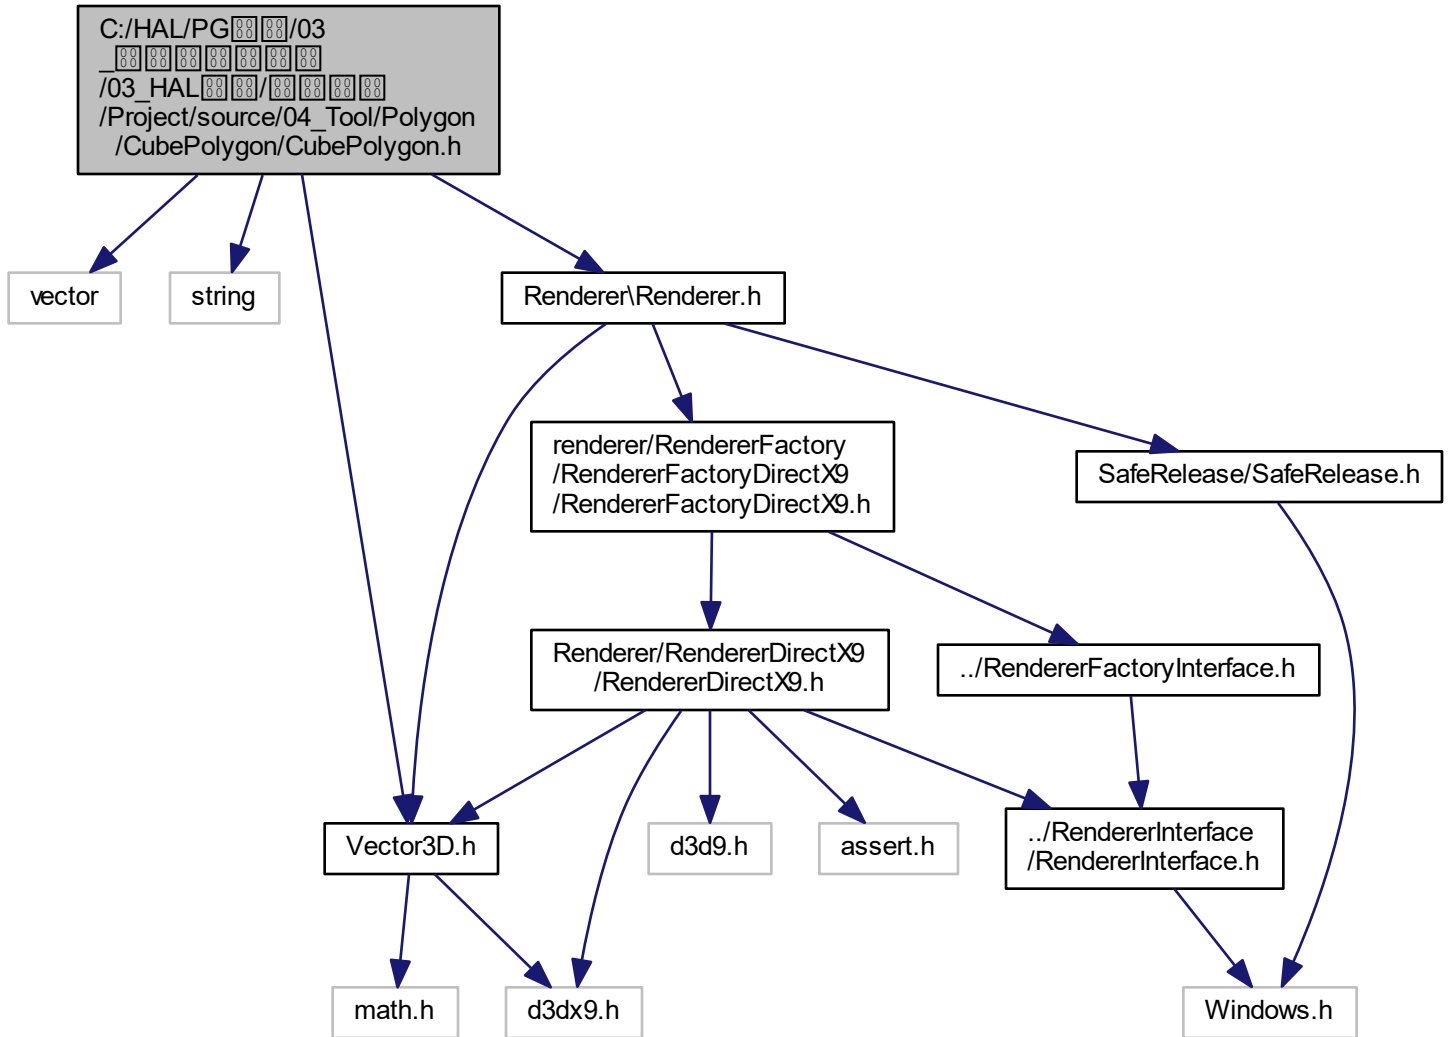 C:/HAL/PG/03
_
/03_HAL/
/Project/source/04_Tool/Polygon
/CubePolygon/CubePolygon.h
vector
string
Renderer\Renderer.h
renderer/RendererFactory
/RendererFactoryDirectX9
/RendererFactoryDirectX9.h
SafeRelease/SafeRelease.h
Renderer/RendererDirectX9
/RendererDirectX9.h
../RendererFactoryInterface.h
Vector3D.h
d3d9.h
assert.h
../RendererInterface
/RendererInterface.h
math.h
d3dx9.h
Windows.h